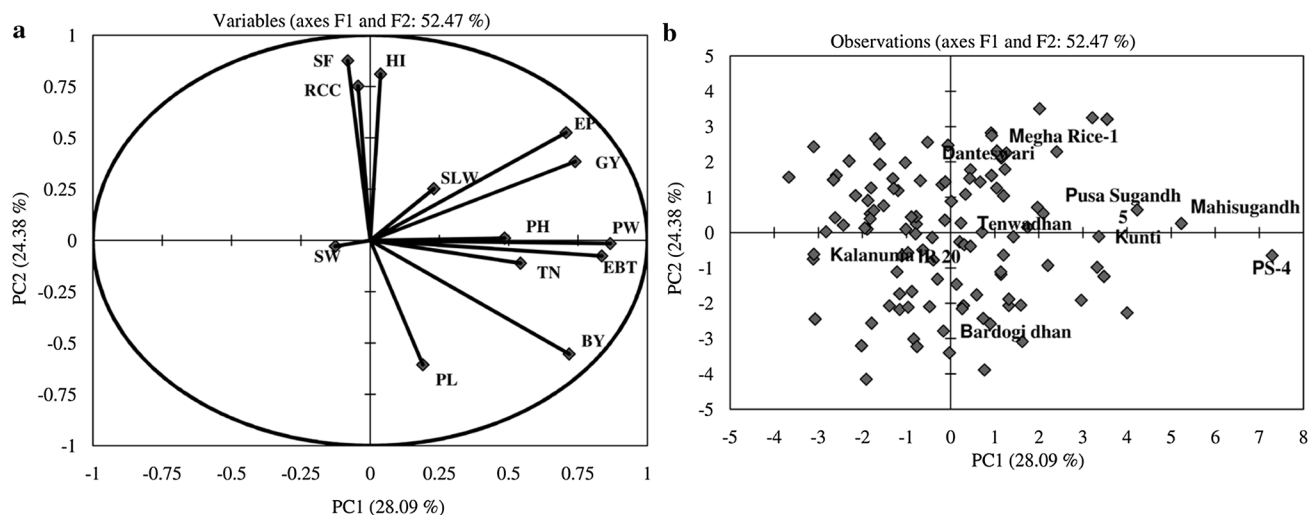 a
Variables (axes F1 and F2: 52.47 %)
1
0.75
0.5
0.25
0
-0.25
-0.5
-0.75
-1
PC2 (24.38 %)
SF
HI
RCC
EP
GY
SLW
PH
PW
SW
EBT
TN
BY
PL
-1 -0.75 -0.5 -0.25 0 0.25 0.5 0.75 1
PC1 (28.09 %)
b
Observations (axes F1 and F2: 52.47 %)
5
4
3
2
1
0
-1
-2
-3
-4
-5
PC2 (24.38 %)
Megha Rice-1
Danteswari
Pusa Sugandh
5
Mahisugandh
Tenwadhan
Kunti
Kalanuma
IR 20
PS-4
Bardogi dhan
-5 -4 -3 -2 -1 0 1 2 3 4 5 6 7 8
PC1 (28.09 %)